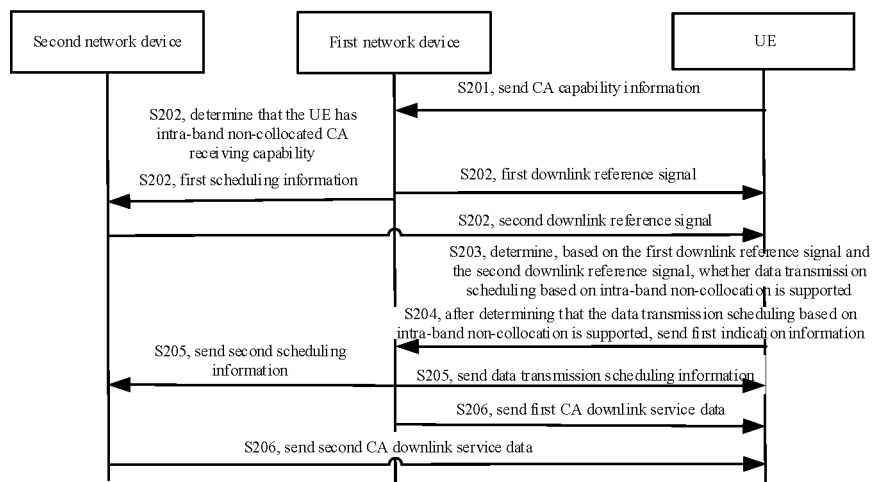 Second network device
First network device
UE
S201, send CA capability information
S202, determine that the UE has
intra-band non-collocated CA
receiving capability
S202, first downlink reference signal
S202, first scheduling information
S202, second downlink reference signal
S203, determine, based on the first downlink reference signal and
the second downlink reference signal, whether data transmission
scheduling based on intra-band non-collocation is supported
S204, after determining that the data transmission scheduling based on
intra-band non-collocation is supported, send first indication information
S205, send second scheduling
information
S205, send data transmission scheduling information
S206, send first CA downlink service data
S206, send second CA downlink service data